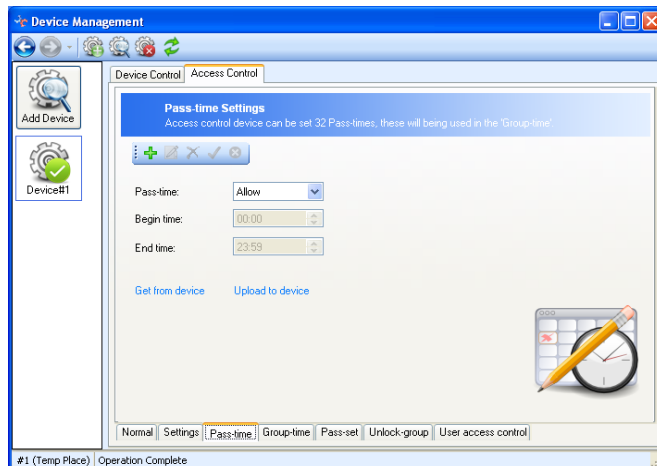 Device Management
Device Control Access Control
Add Device
Device#1
Pass-time Settings
Access control device can be set 32 Pass-times, these will being used in the 'Group-time'.
Pass-time: Allow
Begin time: 00:00
End time: 23:59
Get from device Upload to device
Normal Settings Pass-time Group-time Pass-set Unlock-group User access control
#1 (Temp Place) Operation Complete